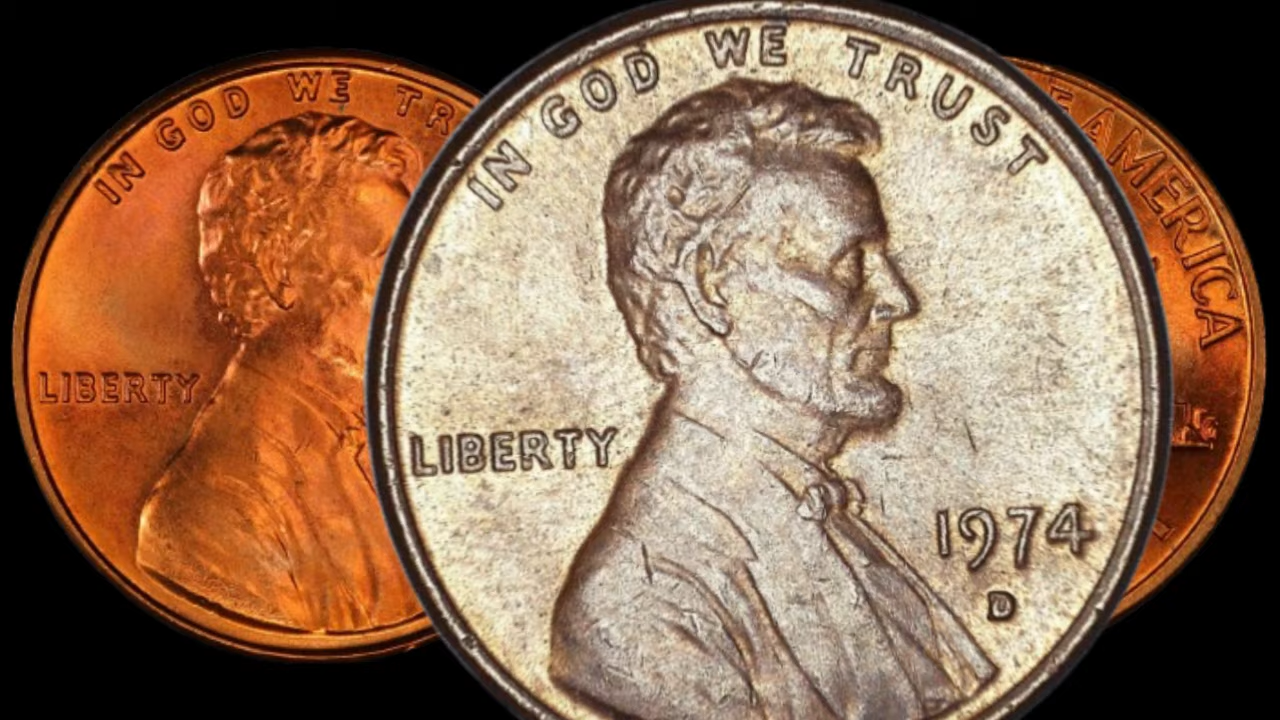 IN GOD WE TR
LIBERTY
IN GOD WE TRUST
LIBERTY
1974
D
AMERICA